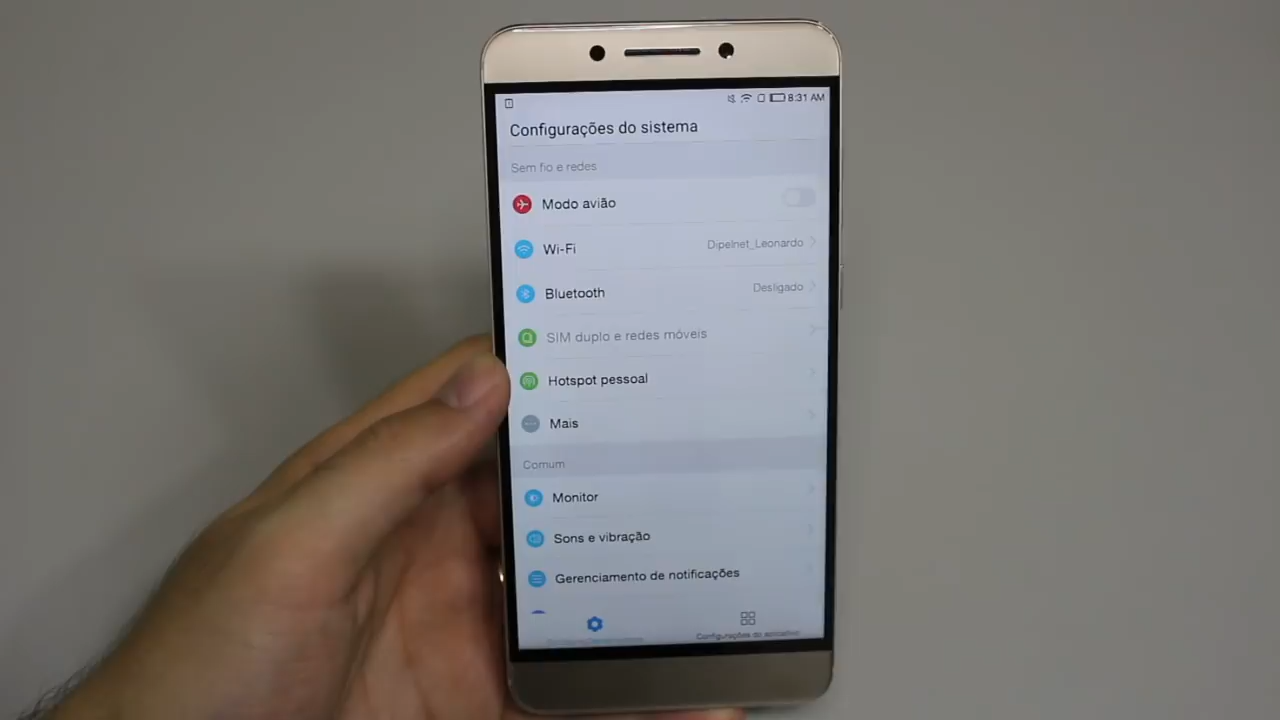 8:31 AM
Configurações do sistema
Sem fio e redes
Modo avião
Wi-Fi Dipelnet_Leonardo
Bluetooth Desligado
SIM duplo e redes móveis
Hotspot pessoal
Mais
Comum
Monitor
Sons e vibração
Gerenciamento de notificações
Configurações do aplicativo